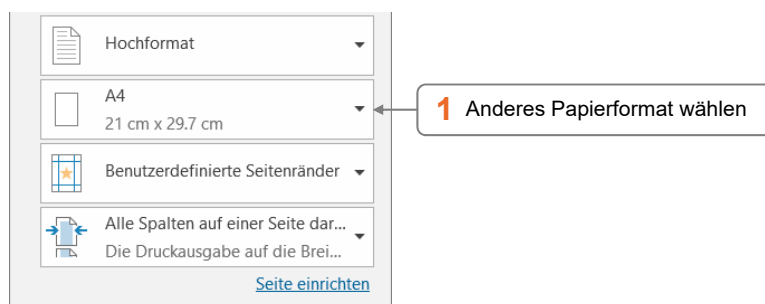 Hochformat
A4
21 cm x 29.7 cm
1 Anderes Papierformat wählen
Benutzerdefinierte Seitenränder
Alle Spalten auf einer Seite dar...
Die Druckausgabe auf die Brei...
Seite einrichten